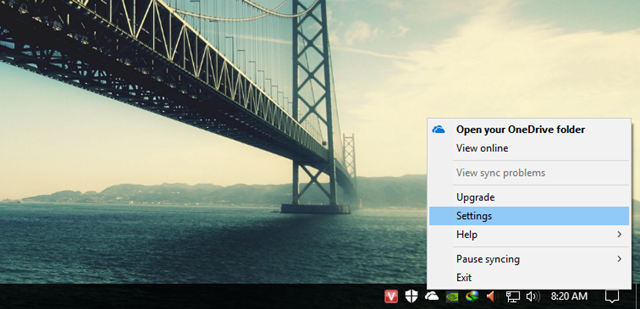 Open your OneDrive folder
View online
View sync problems
Upgrade
Settings
Help
Pause syncing
Exit
8:20 AM